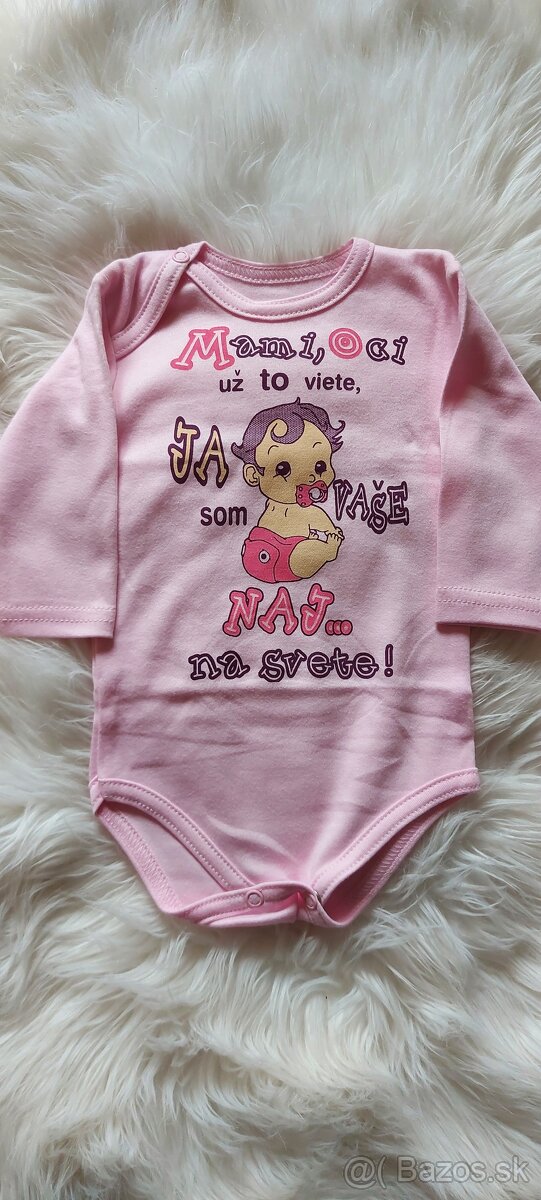 Mami, Oci
už to viete,
JA
som VAŠE
NAJ...
na svete!
@( Bazos.sk